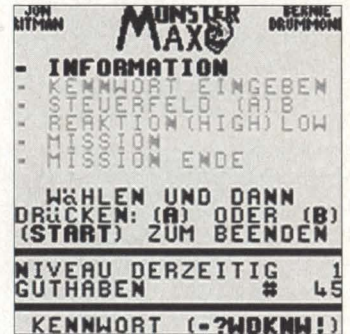 JON MONSTER BERNIE
RITMAN MAX DRUMMOND
- INFORMATION
- KENNWORT EINGEBEN
- STEUERFELD (A)B
- REAKTION(HIGH)LOW
- MISSION
- MISSION ENDE
WÄHLEN UND DANN
DRÜCKEN: (A) ODER (B)
(START) ZUM BEENDEN
NIVEAU DERZEITIG 1
GUTHABEN # 45
KENNWORT (-?WDKNW!)